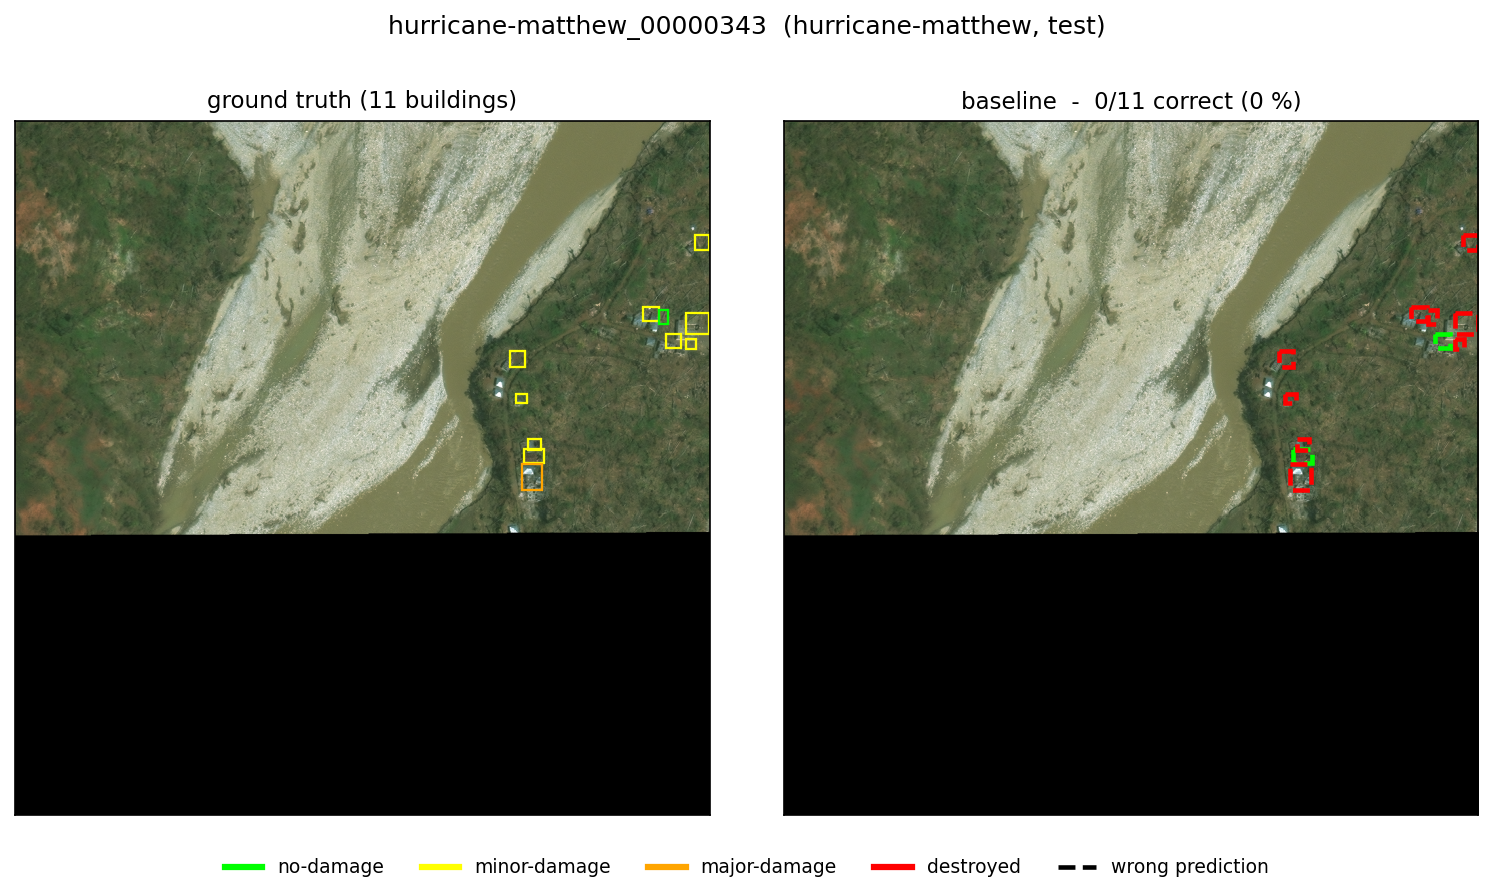 hurricane-matthew_00000343  (hurricane-matthew, test)
ground truth (11 buildings)
baseline  -  0/11 correct (0 %)
no-damage
minor-damage
major-damage
destroyed
wrong prediction